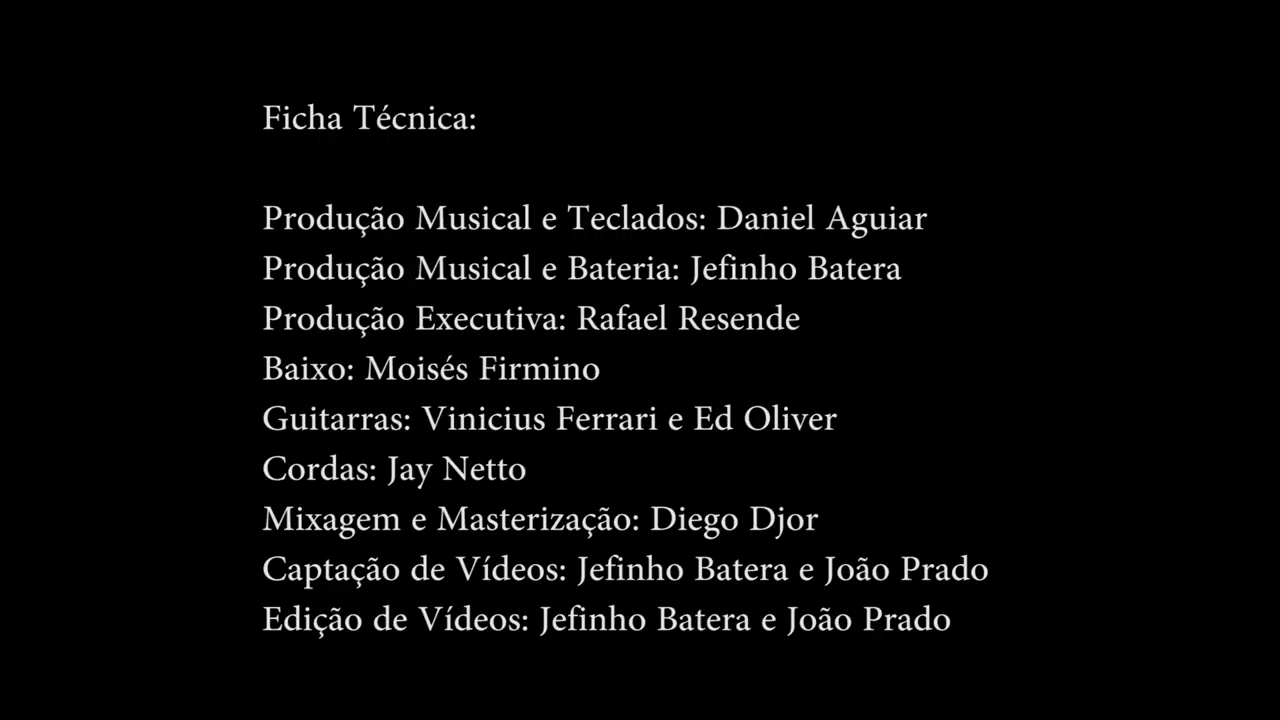 Ficha Técnica:
Produção Musical e Teclados: Daniel Aguiar
Produção Musical e Bateria: Jefinho Batera
Produção Executiva: Rafael Resende
Baixo: Moisés Firmino
Guitarras: Vinicius Ferrari e Ed Oliver
Cordas: Jay Netto
Mixagem e Masterização: Diego Djor
Captação de Vídeos: Jefinho Batera e João Prado
Edição de Vídeos: Jefinho Batera e João Prado